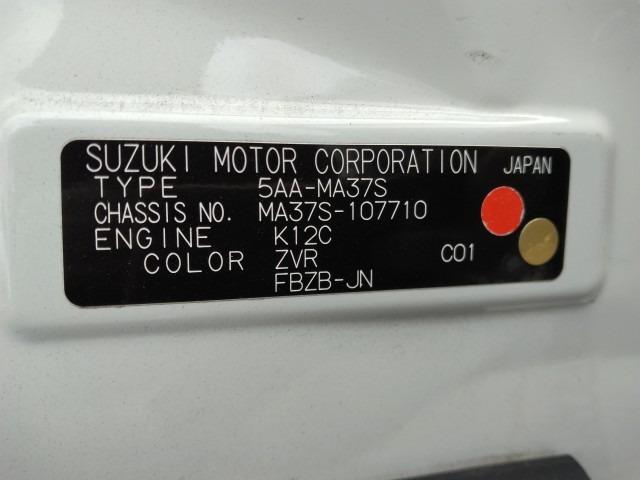 SUZUKI MOTOR CORPORATION JAPAN
TYPE 5AA-MA37S
CHASSIS NO. MA37S-107710
ENGINE K12C
COLOR ZVR C01
FBZB-JN